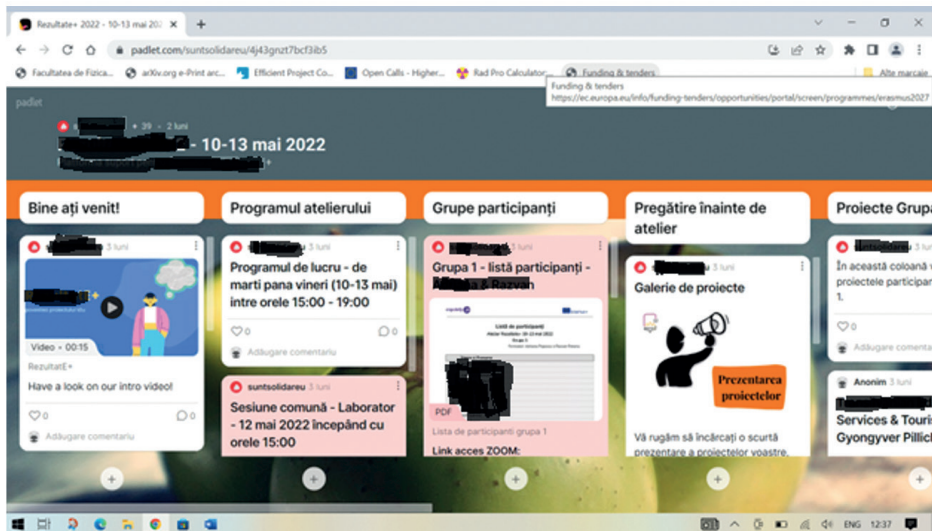 Rezultate+ 2022 - 10-13 mai 202
padlet.com/suntsolidareu/4j43gnzt7bcf3ib5
Facultatea de Fizica...
arXiv.org e-Print arc...
Efficient Project Co...
Open Calls - Higher...
Rad Pro Calculator:...
Funding & tenders
Alte marcaje
Funding & tenders
https://ec.europa.eu/info/funding-tenders/opportunities/portal/screen/programmes/erasmus2027
padlet
+ 39 - 2 luni
- 10-13 mai 2022
Bine ați venit!
3 luni
Video - 00:15
RezultatE+
Have a look on our intro video!
0 0
Adăugare comentariu
Programul atelierului
3 luni
Programul de lucru - de
marti pana vineri (10-13 mai)
intre orele 15:00 - 19:00
0 0
Adăugare comentariu
suntsolidareu 3 luni
Sesiune comună - Laborator
- 12 mai 2022 începând cu
orele 15:00
Grupe participanți
3 luni
Grupa 1 - listă participanți -
& Razvan
Listă de participanți
PDF
Lista de participanti grupa 1
Link acces ZOOM:
Pregătire înainte de
atelier
3 luni
Galerie de proiecte
Prezentarea
proiectelor
Vă rugăm să încărcați o scurtă
prezentare a proiectelor voastre,
Proiecte Grupa
3 luni
În această coloană v
proiectele participan
1.
0
Adăugare comenta
Anonim 3 luni
Services & Touris
Gyongyver Pillich
ENG 12:37